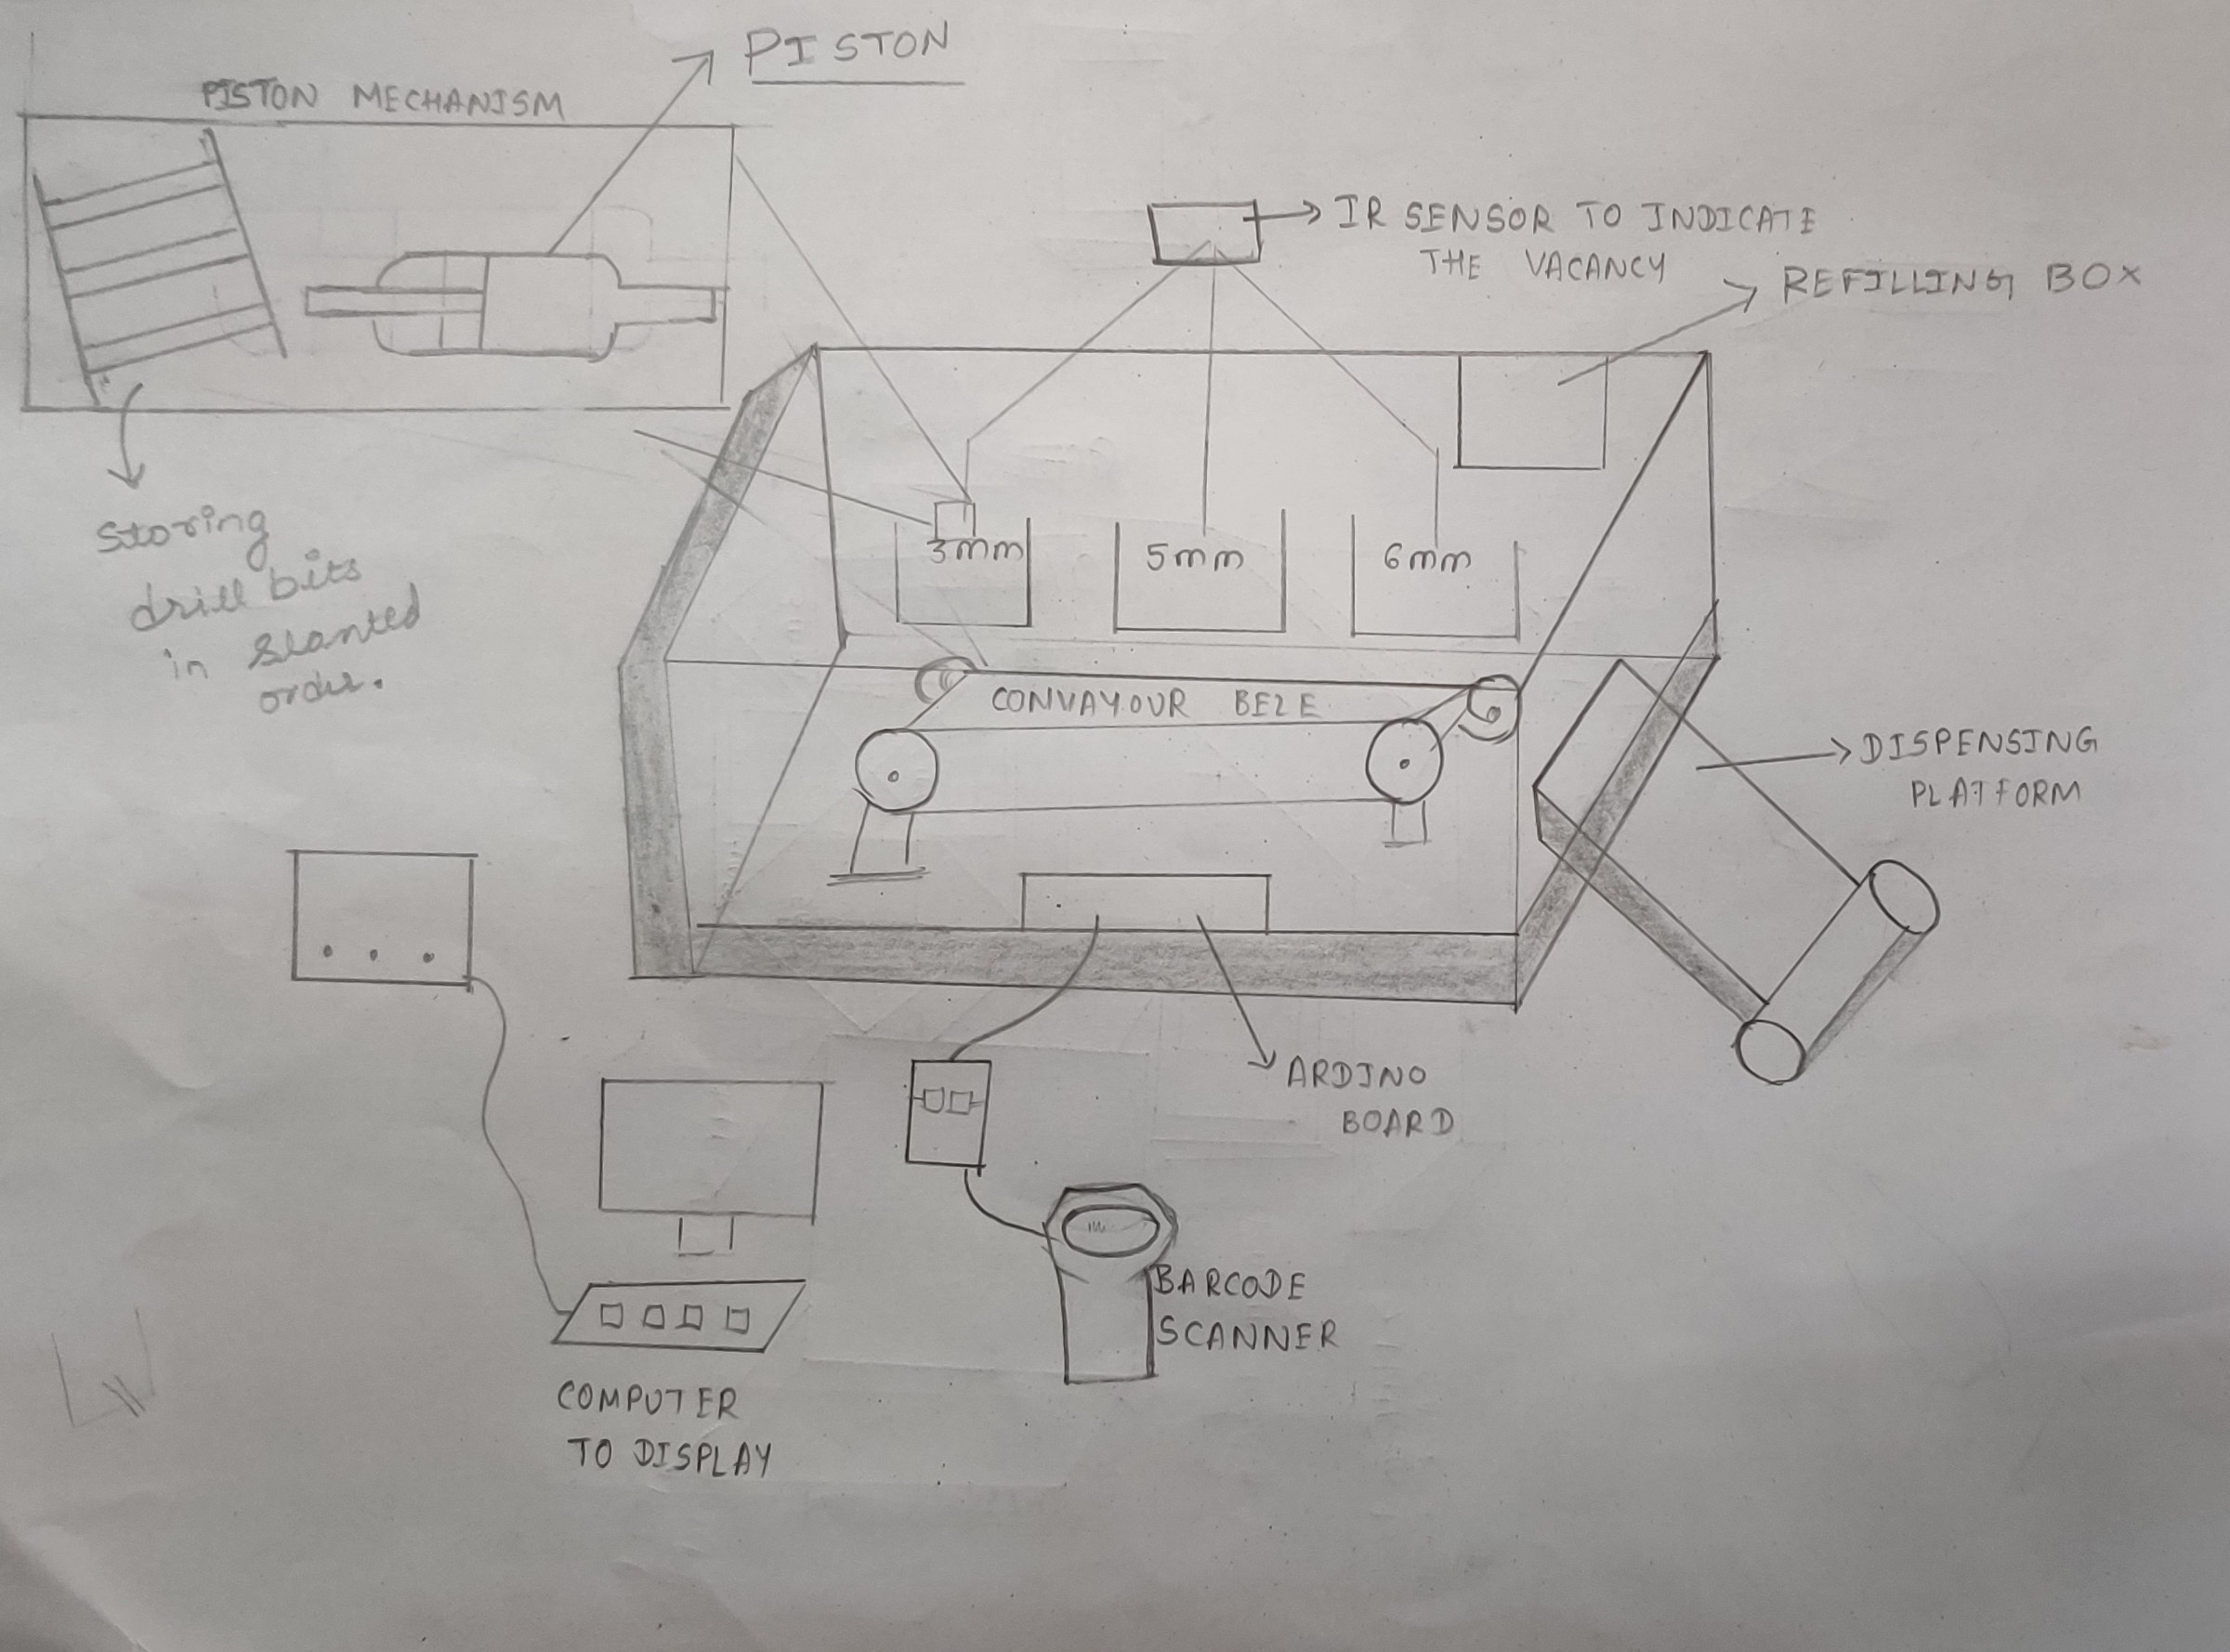 PISTON
PISTON MECHANISM
IR SENSOR TO INDICATE
THE VACANCY
REFILLING BOX
Storing
drill bits
in slanted
order.
3mm
5mm
6mm
CONVAYOUR BELE
DISPENSING
PLATFORM
ARDINO
BOARD
BARCODE
SCANNER
COMPUTER
TO DISPLAY